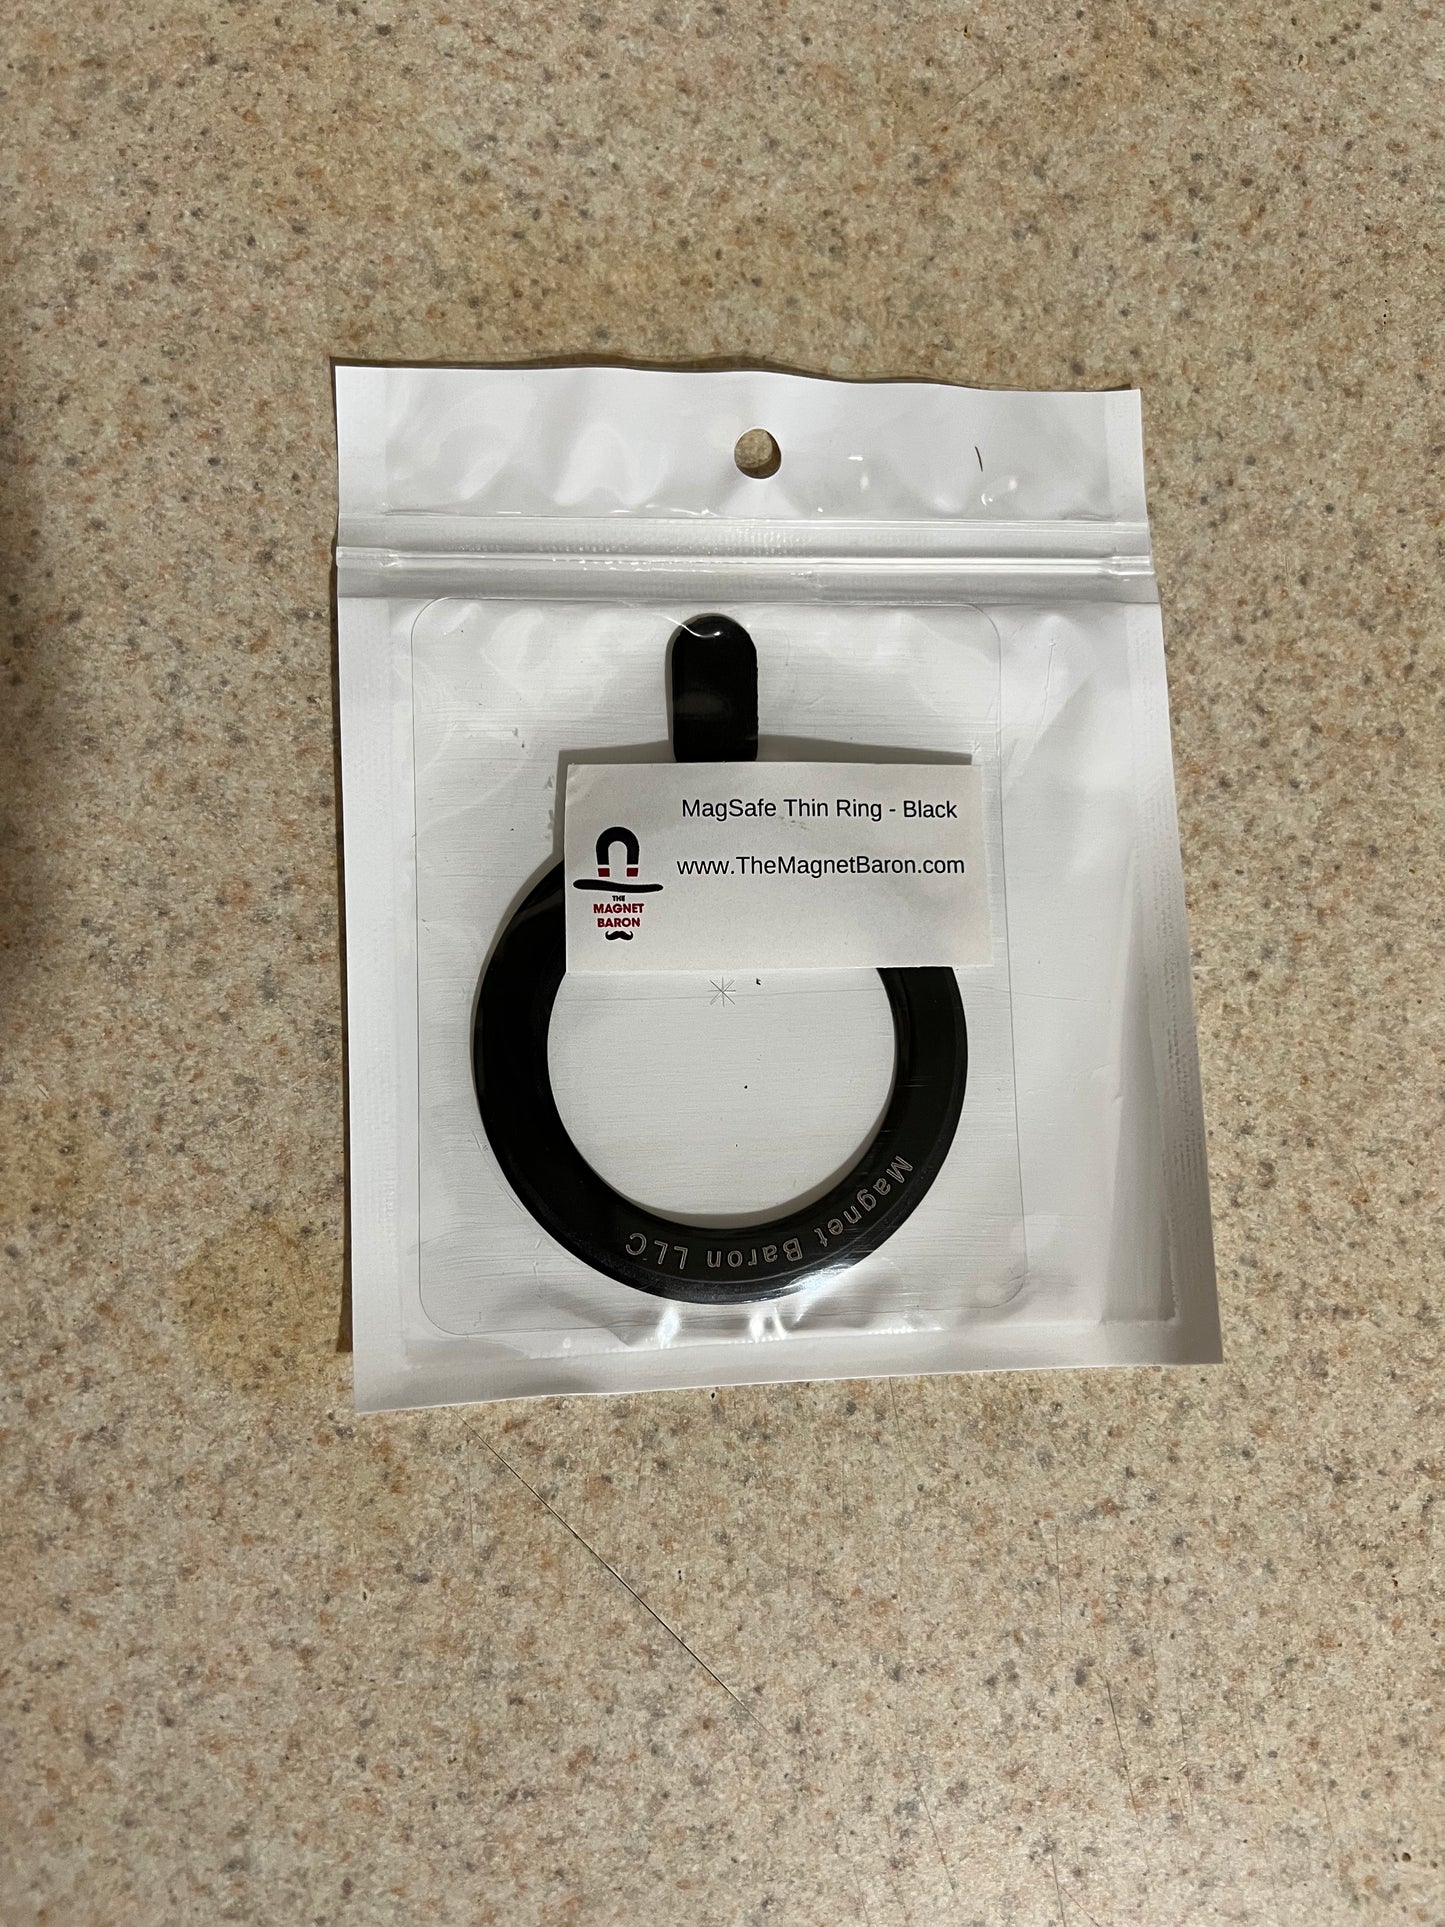 MagSafe Thin Ring - Black
www.TheMagnetBaron.com
THE
MAGNET
BARON
Magnet Baron LLC